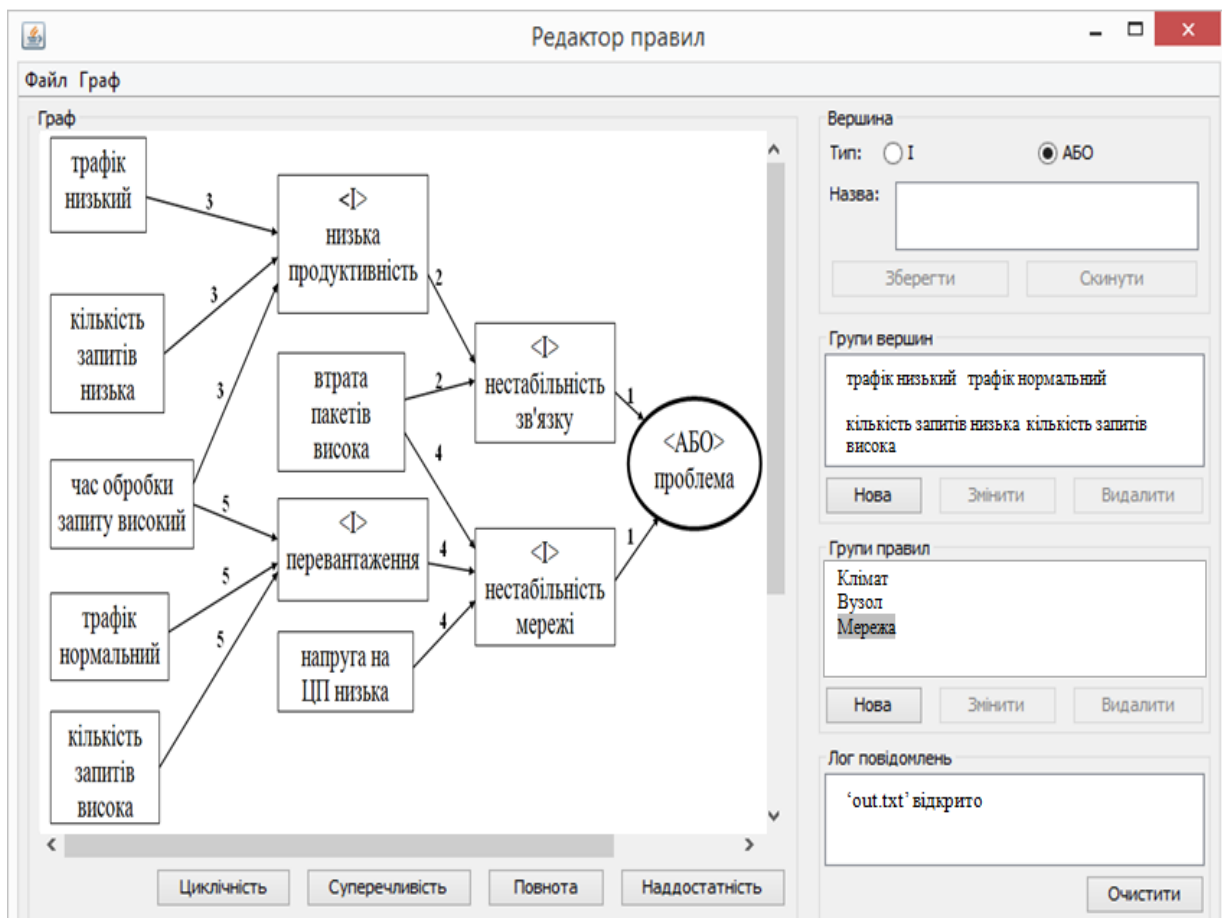 Редактор правил
Файл Граф
Граф
трафік
низький
3
<І>
низька
продуктивність
3
кількість
запитів
низька
3
2
втрата
пакетів
висока
2
<І>
нестабільність
зв'язку
1
<АБО>
проблема
4
час обробки
запиту високий
5
<І>
перевантаження
4
<І>
нестабільність
мережі
1
5
трафік
нормальний
5
4
напруга на
ЦП низька
кількість
запитів
висока
Циклічність
Суперечливість
Повнота
Наддостатність
Вершина
Тип:
І
АБО
Назва:
Зберегти
Скинути
Групи вершин
трафік низький трафік нормальний
кількість запитів низька кількість запитів
висока
Нова
Змінити
Видалити
Групи правил
Клімат
Вузол
Мережа
Нова
Змінити
Видалити
Лог повідомлень
‘out.txt’ відкрито
Очистити